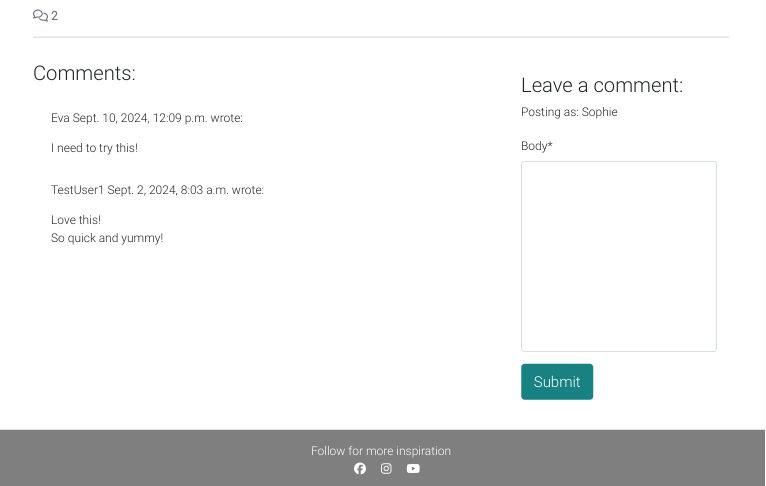 2
Comments:
Eva Sept. 10, 2024, 12:09 p.m. wrote:
I need to try this!
TestUser1 Sept. 2, 2024, 8:03 a.m. wrote:
Love this!
So quick and yummy!
Leave a comment:
Posting as: Sophie
Body*
Submit
Follow for more inspiration